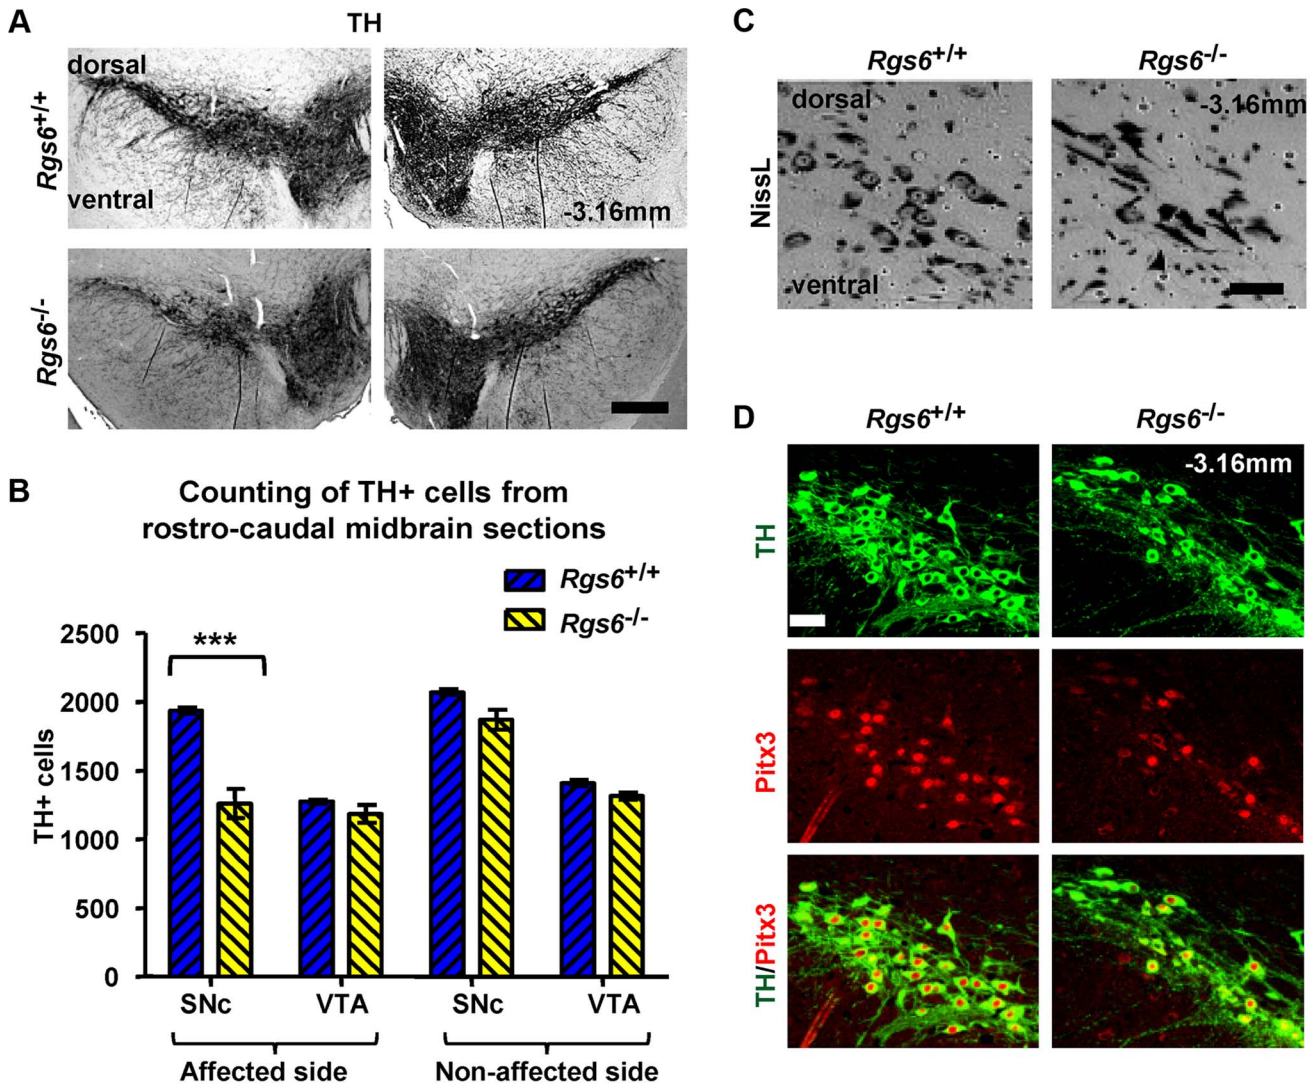 A
TH
Rgs6+/+
dorsal
ventral
-3.16mm
Rgs6-/-
B
Counting of TH+ cells from
rostro-caudal midbrain sections
Rgs6+/+
Rgs6-/-
TH+ cells
2500
2000
1500
1000
500
0
***
SNc
VTA
SNc
VTA
Affected side
Non-affected side
C
Rgs6+/+
Rgs6-/-
NissL
dorsal
ventral
-3.16mm
D
Rgs6+/+
Rgs6-/-
TH
-3.16mm
Pitx3
TH/Pitx3